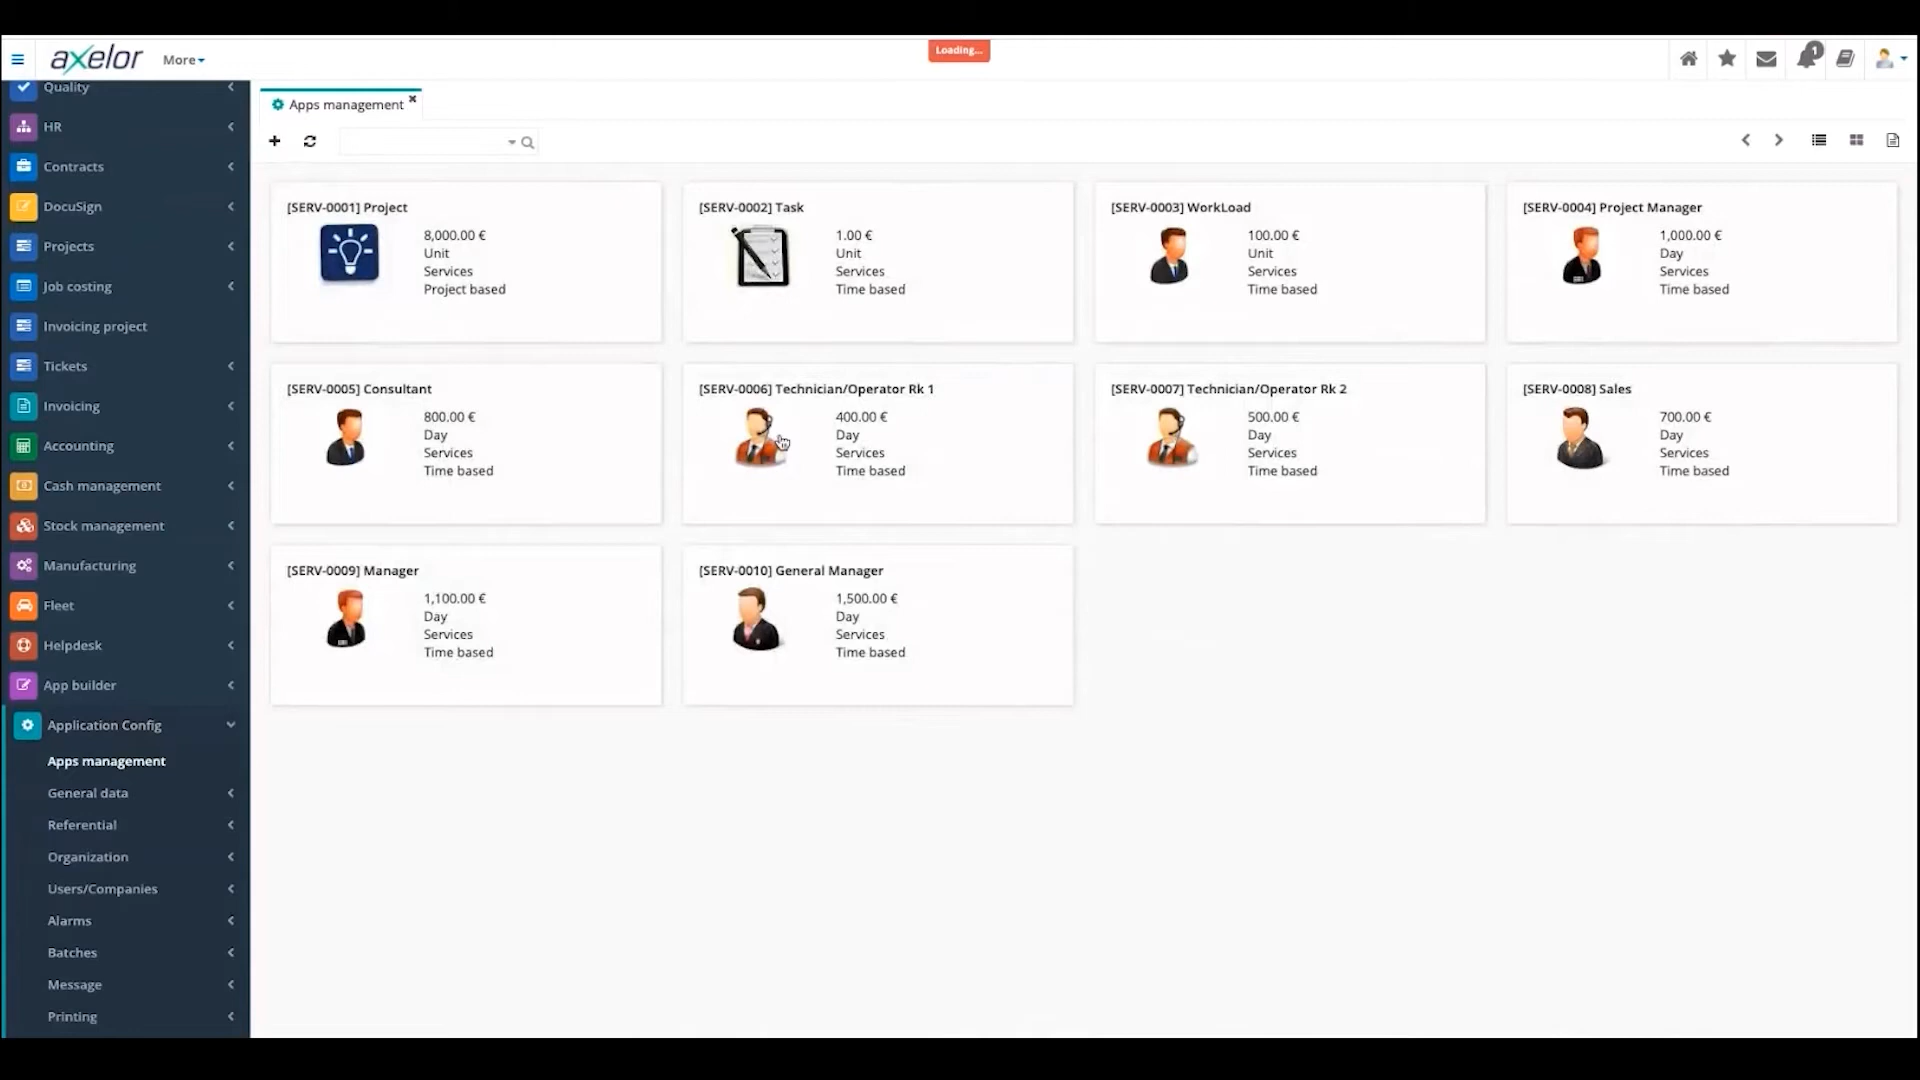 axelor
More
Loading...
1
Quality
HR
Contracts
DocuSign
Projects
Job costing
Invoicing project
Tickets
Invoicing
Accounting
Cash management
Stock management
Manufacturing
Fleet
Helpdesk
App builder
Application Config
Apps management
General data
Referential
Organization
Users/Companies
Alarms
Batches
Message
Printing
Apps management
[SERV-0001] Project
8,000.00 €
Unit
Services
Project based
[SERV-0002] Task
1.00 €
Unit
Services
Time based
[SERV-0003] WorkLoad
100.00 €
Unit
Services
Time based
[SERV-0004] Project Manager
1,000.00 €
Day
Services
Time based
[SERV-0005] Consultant
800.00 €
Day
Services
Time based
[SERV-0006] Technician/Operator Rk 1
400.00 €
Day
Services
Time based
[SERV-0007] Technician/Operator Rk 2
500.00 €
Day
Services
Time based
[SERV-0008] Sales
700.00 €
Day
Services
Time based
[SERV-0009] Manager
1,100.00 €
Day
Services
Time based
[SERV-0010] General Manager
1,500.00 €
Day
Services
Time based